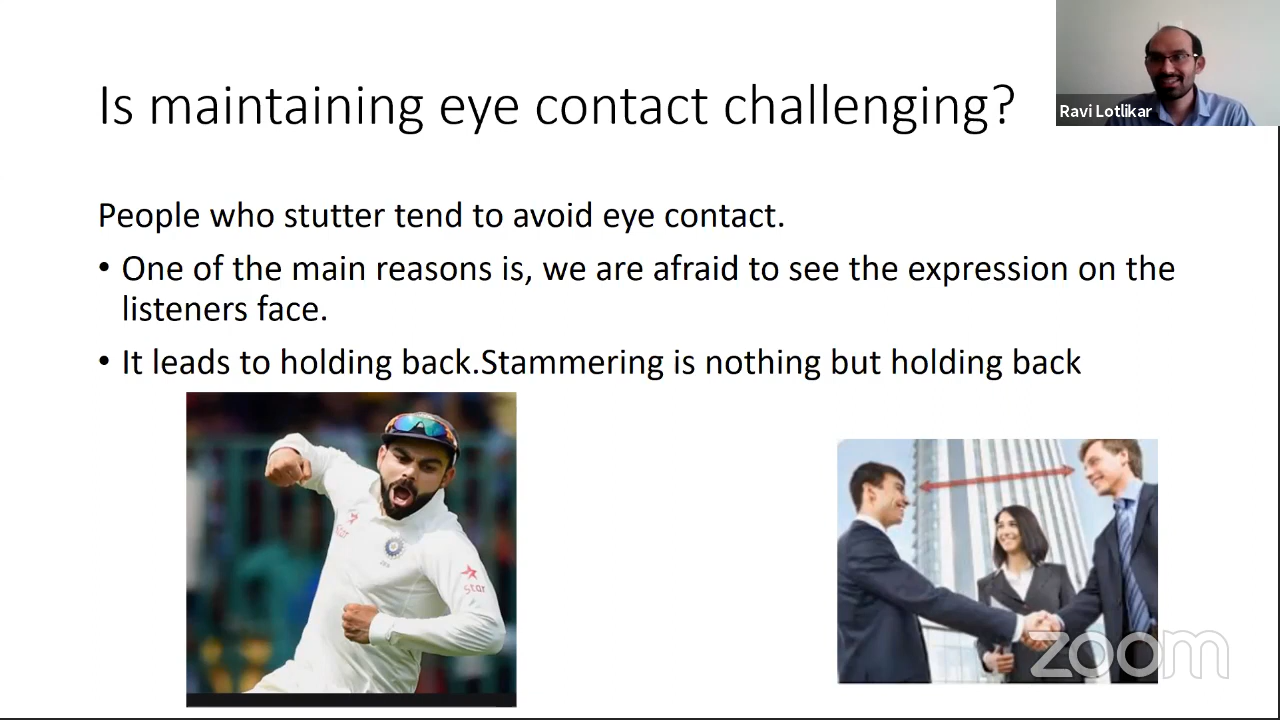 Is maintaining eye contact challenging?
Ravi Lotlikar
People who stutter tend to avoid eye contact.
• One of the main reasons is, we are afraid to see the expression on the
listeners face.
• It leads to holding back.Stammering is nothing but holding back
Star
Star
zoom